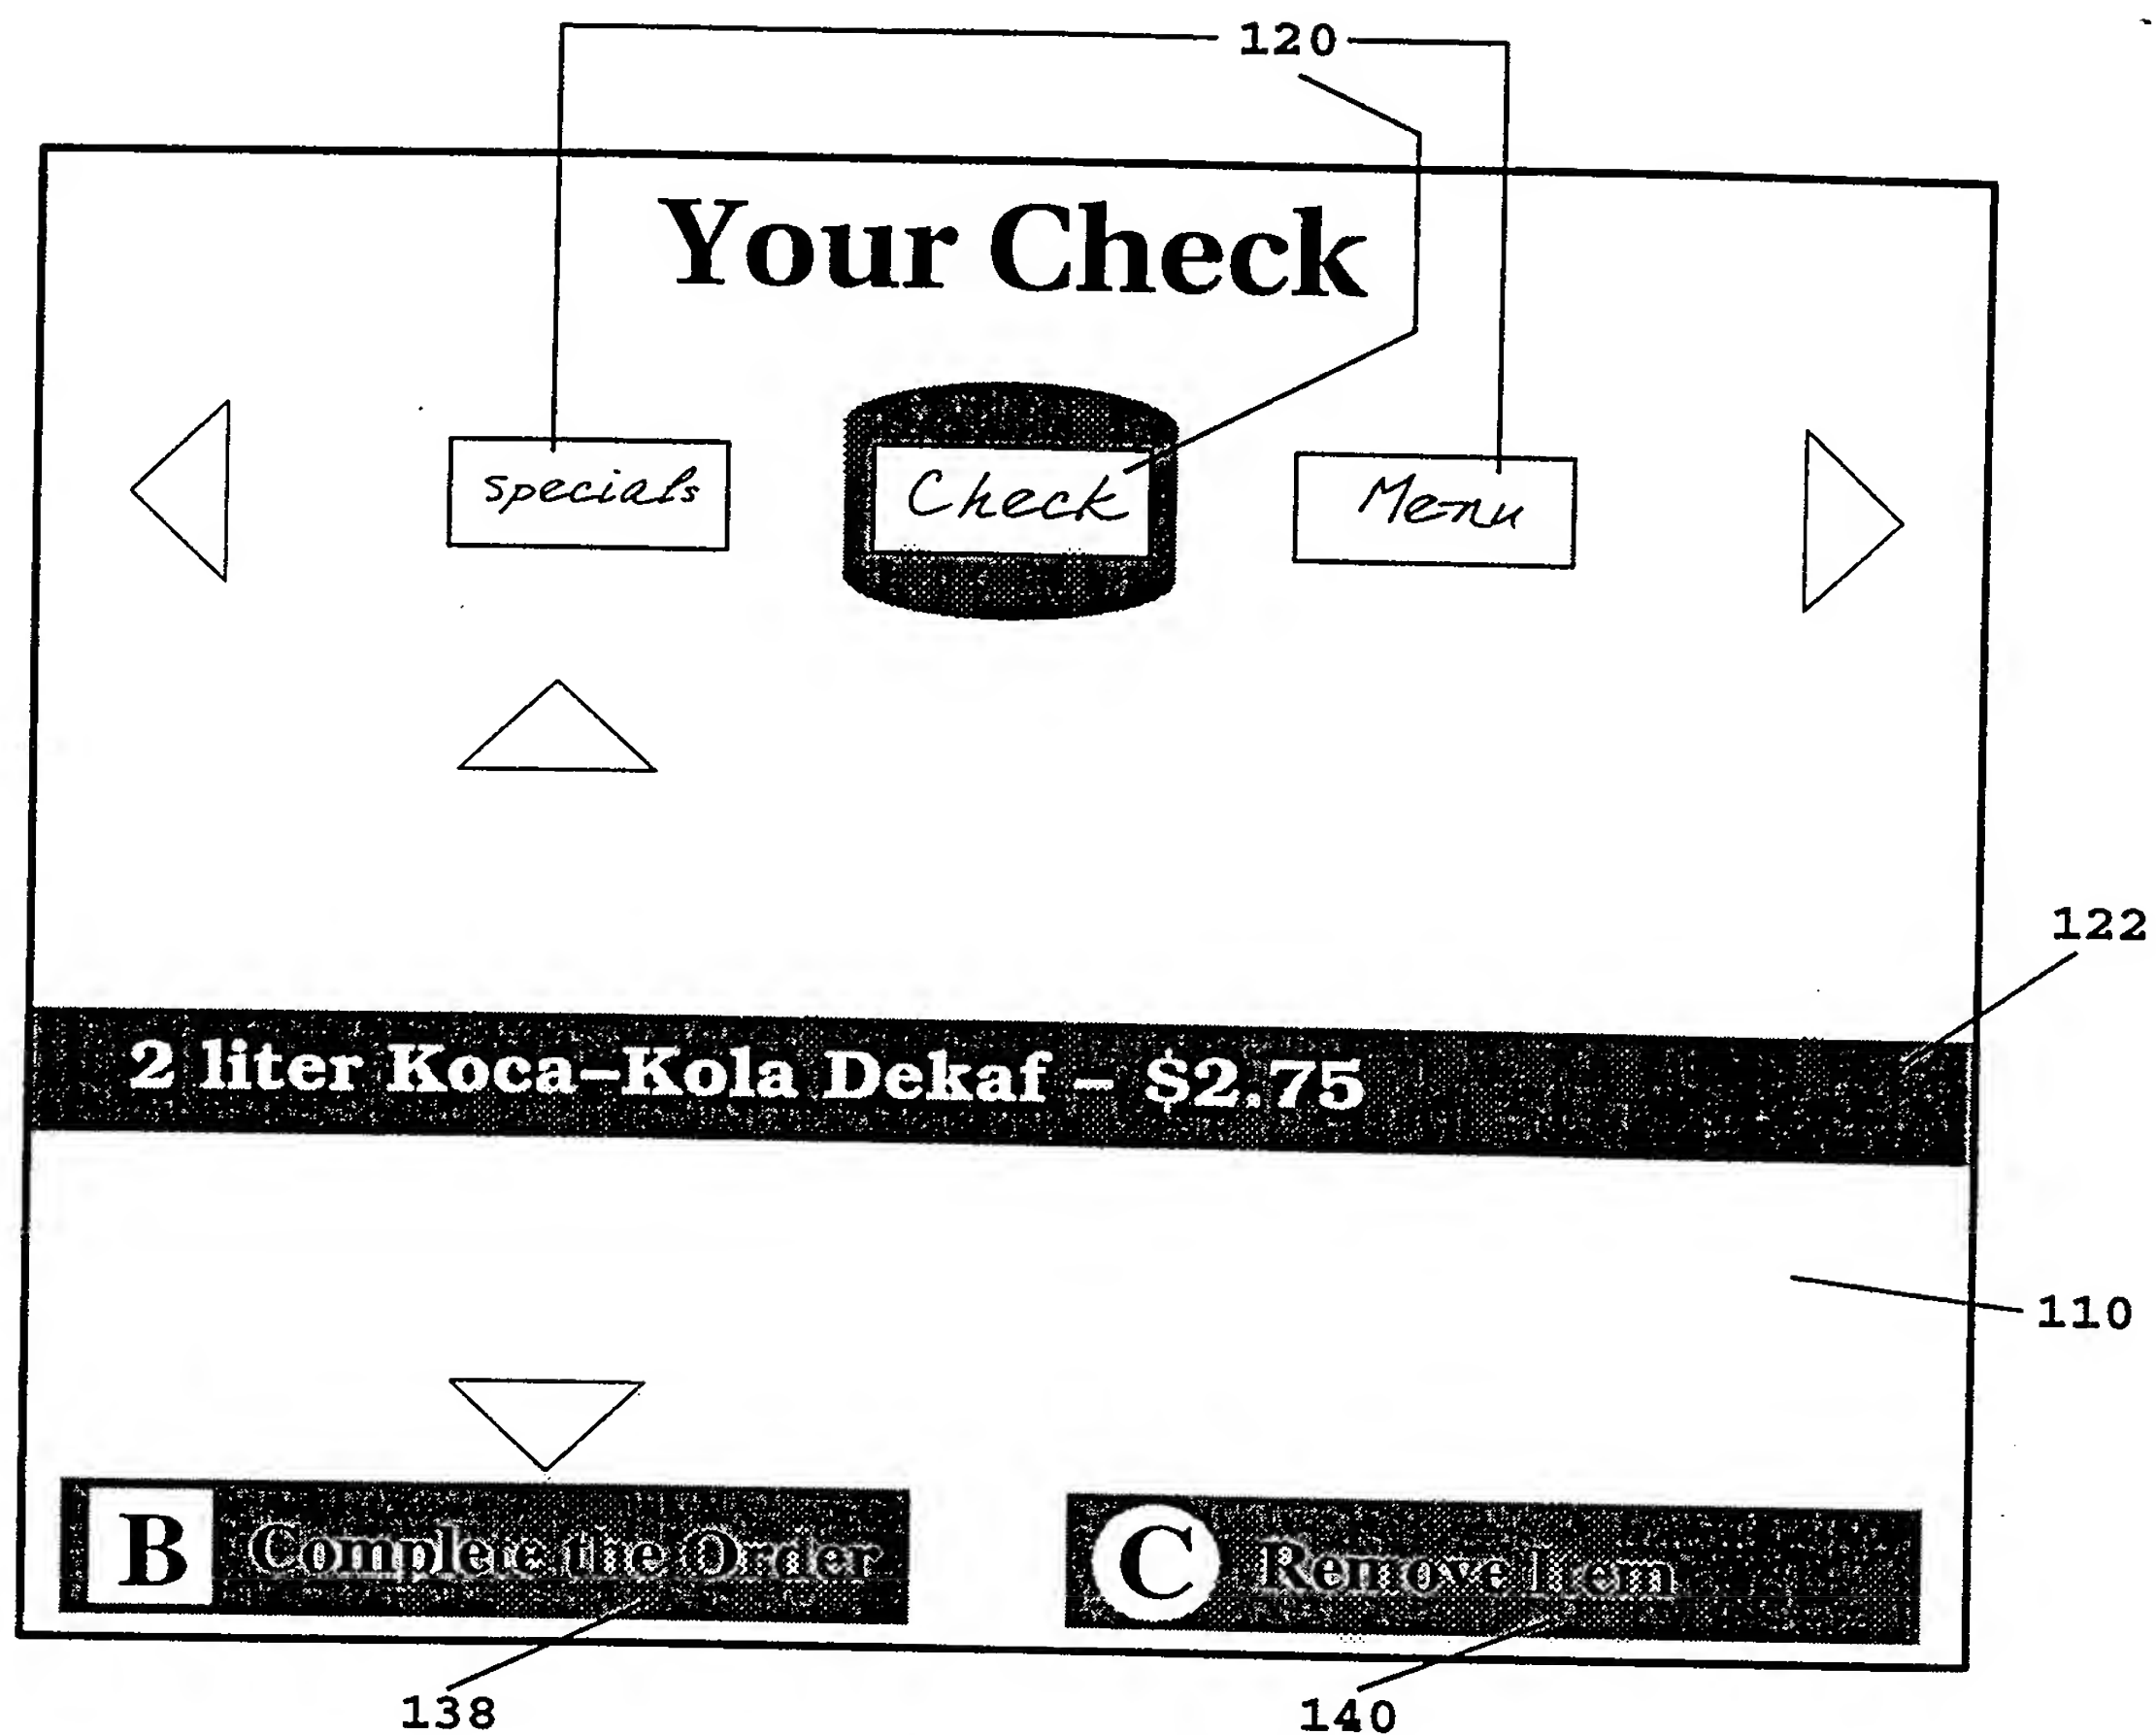 120
Your Check
specials Check Menu
122
2 liter Koca–Kola Dekaf – $2.75
110
B Complete the Order C Remove Item
138 140